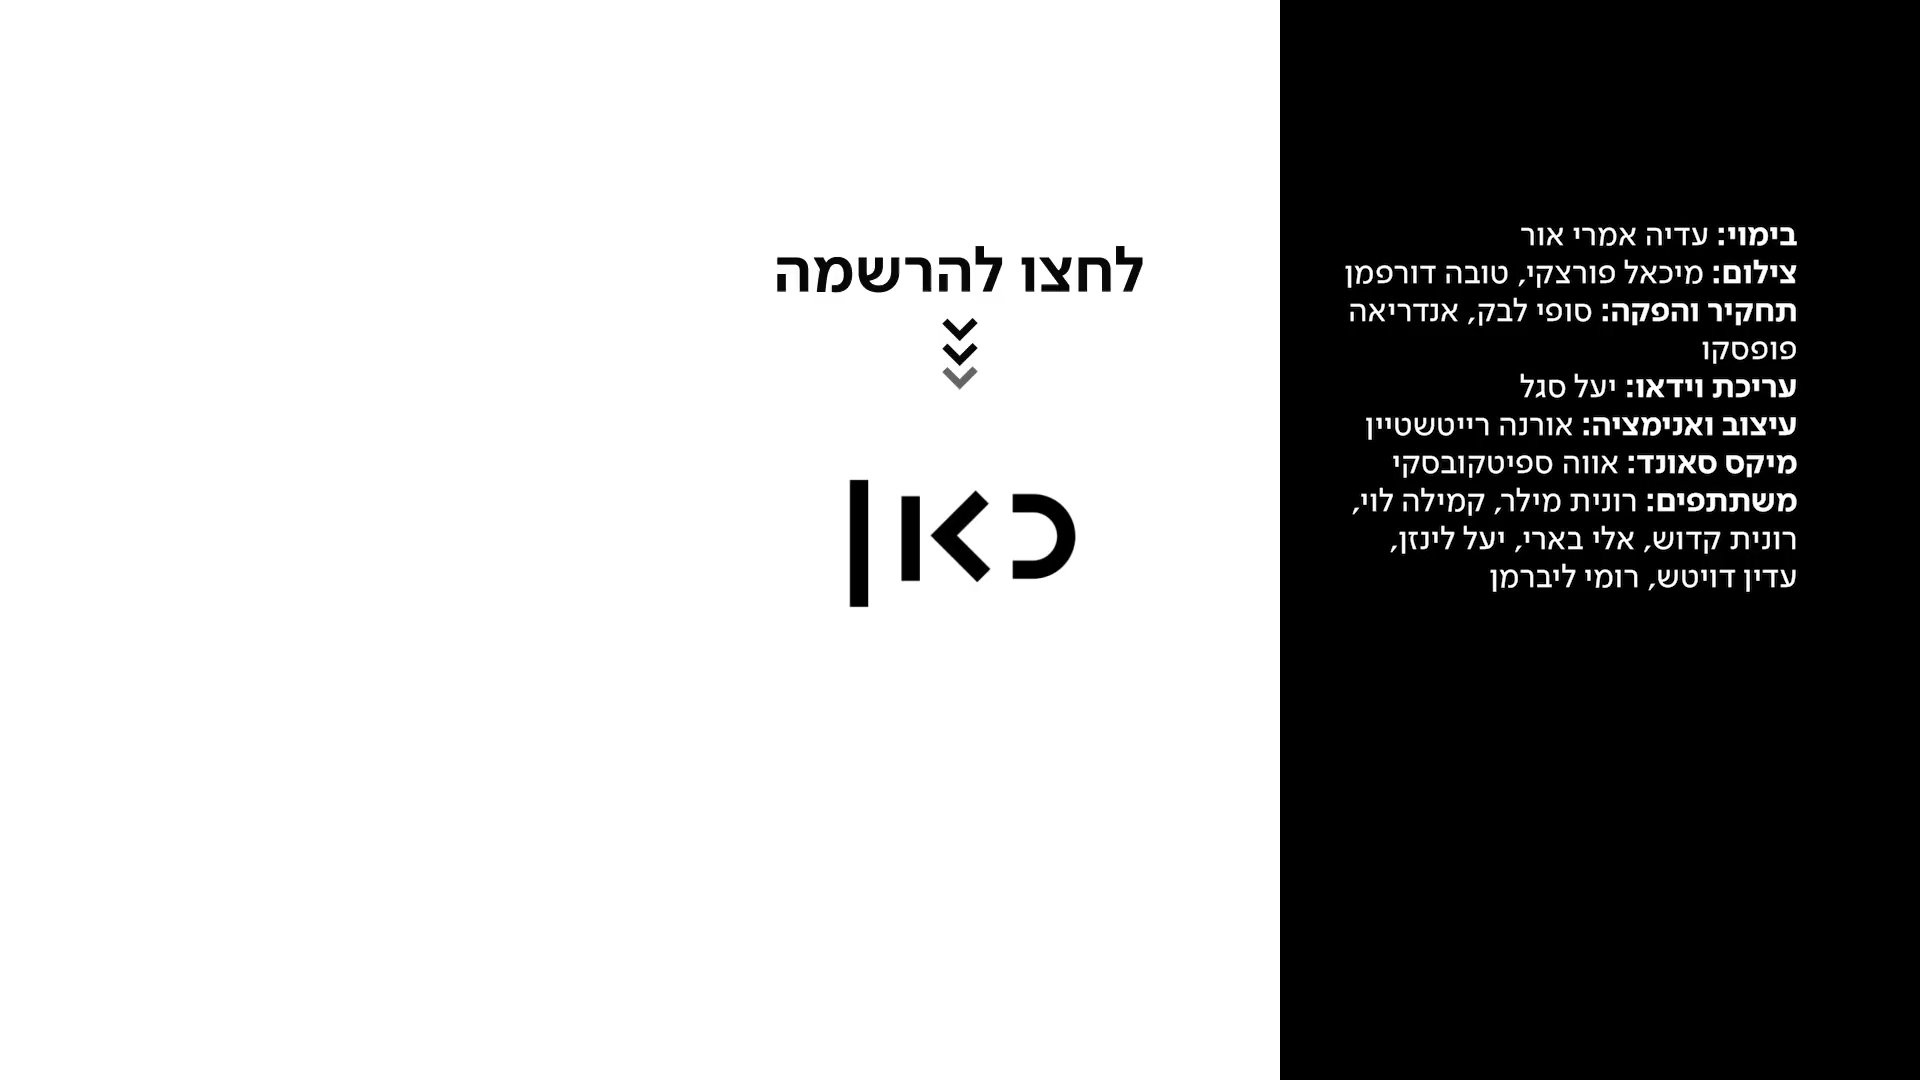 לחצו להרשמה
כאן
בימוי: עדיה אמרי אור
צילום: מיכאל פורצקי, טובה דורפמן
תחקיר והפקה: סופי לבק, אנדריאה
פופסקו
עריכת וידאו: יעל סגל
עיצוב ואנימציה: אורנה רייטשטיין
מיקס סאונד: אווה ספיטקובסקי
משתתפים: רונית מילר, קמילה לוי,
רונית קדוש, אלי בארי, יעל לינזן,
עדין דויטש, רומי ליברמן